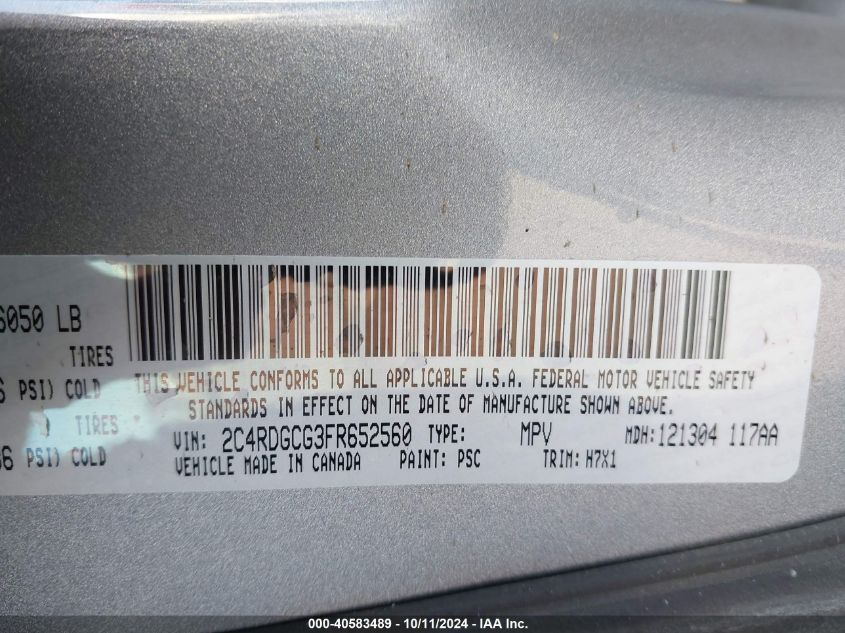 6050 LB
TIRES
PSI) COLD
TIRES
PSI) COLD
THIS VEHICLE CONFORMS TO ALL APPLICABLE U.S.A. FEDERAL MOTOR VEHICLE SAFETY
STANDARDS IN EFFECT ON THE DATE OF MANUFACTURE SHOWN ABOVE.
VIN: 2C4RDGCG3FR652560 TYPE: MPV MDH:121304 117AA
VEHICLE MADE IN CANADA PAINT: PSC TRIM: H7X1
000-40583489 - 10/11/2024 - IAA Inc.